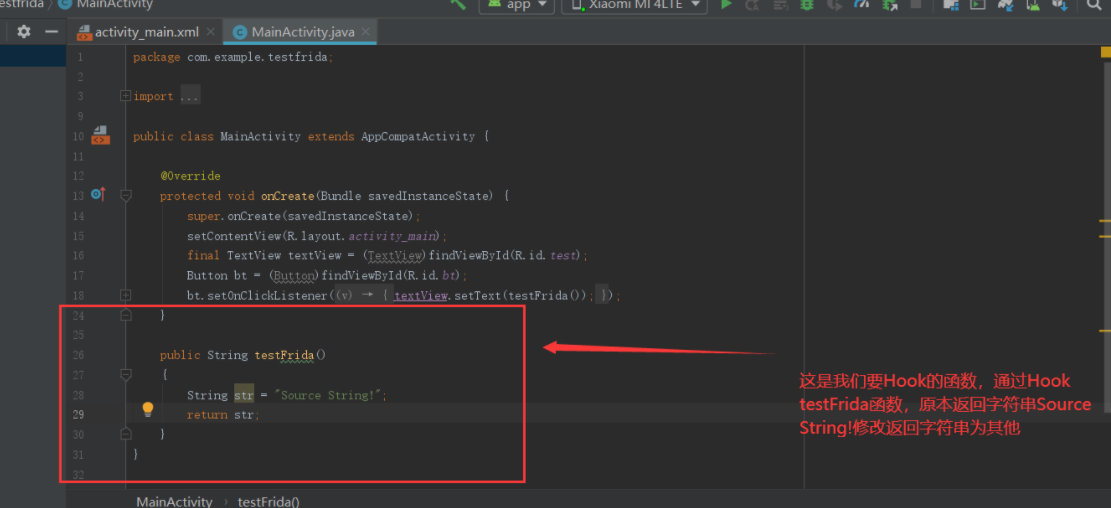 estfrida
MainActivity
app
Xiaomi MI 4LTE
activity_main.xml
MainActivity.java
1 package com.example.testfrida;
2
3 import ...
9
10 public class MainActivity extends AppCompatActivity {
11
12 @Override
13 protected void onCreate(Bundle savedInstanceState) {
14 super.onCreate(savedInstanceState);
15 setContentView(R.layout.activity_main);
16 final TextView textView = (TextView)findViewById(R.id.test);
17 Button bt = (Button)findViewById(R.id.bt);
18 bt.setOnClickListener((v) → { textView.setText(testFrida()); });
24 }
25
26 public String testFrida()
27 {
28 String str = "Source String!";
29 return str;
30 }
31 }
32
这是我们要Hook的函数，通过Hook
testFrida函数，原本返回字符串Source
String!修改返回字符串为其他
MainActivity › testFrida()